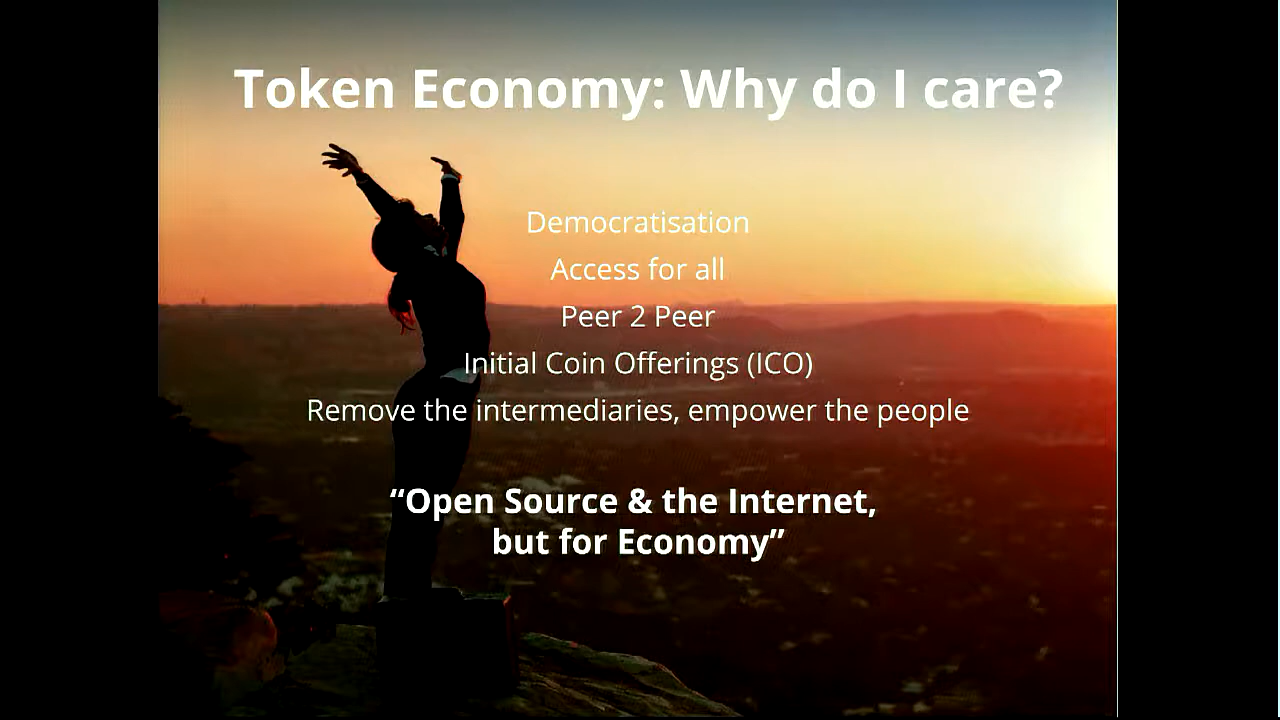 Token Economy: Why do I care?
Democratisation
Access for all
Peer 2 Peer
Initial Coin Offerings (ICO)
Remove the intermediaries, empower the people
“Open Source & the Internet,
but for Economy”